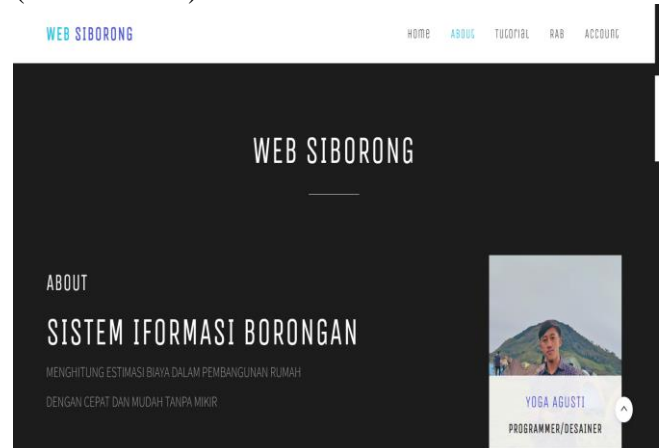 WEB SIBORONG
Home ABOUT Tutorial RAB Account
WEB SIBORONG
ABOUT
SISTEM IFORMASI BORONGAN
MENGHITUNG ESTIMASI BIAYA DALAM PEMBANGUNAN RUMAH
DENGAN CEPAT DAN MUDAH TANPA MIKIR
YOGA AGUSTI
PROGRAMMER/DESAINER